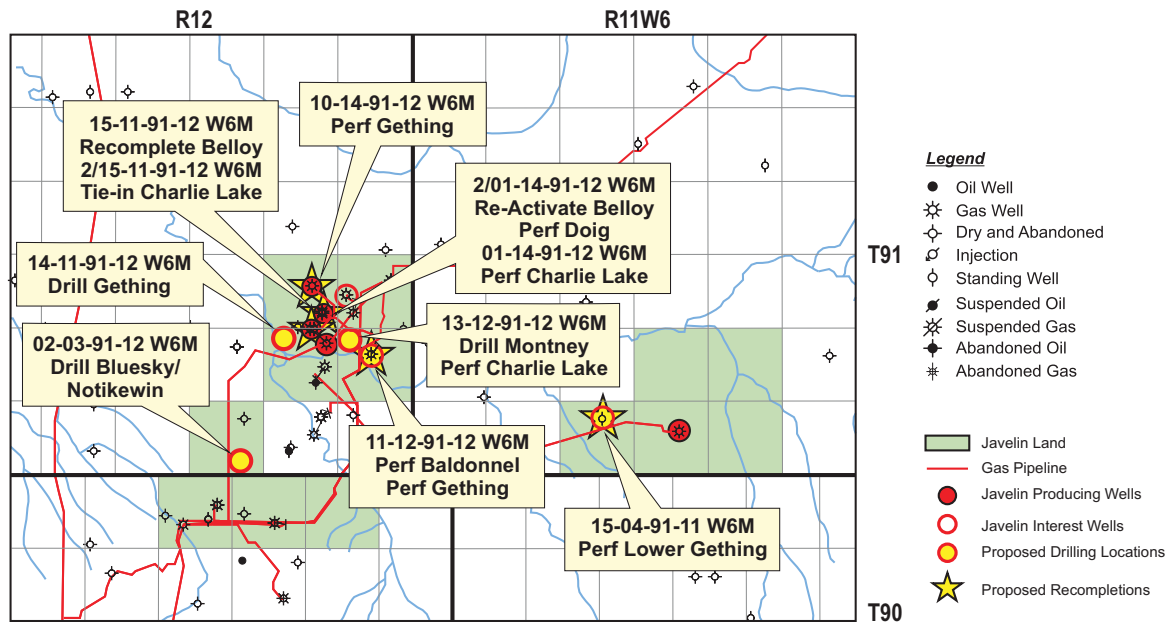 R12
R11W6
10-14-91-12 W6M
Perf Gething
15-11-91-12 W6M
Recomplete Belloy
2/15-11-91-12 W6M
Tie-in Charlie Lake
2/01-14-91-12 W6M
Re-Activate Belloy
Perf Doig
01-14-91-12 W6M
Perf Charlie Lake
T91
14-11-91-12 W6M
Drill Gething
13-12-91-12 W6M
Drill Montney
Perf Charlie Lake
02-03-91-12 W6M
Drill Bluesky/
Notikewin
11-12-91-12 W6M
Perf Baldonnel
Perf Gething
15-04-91-11 W6M
Perf Lower Gething
T90
Legend
Oil Well
Gas Well
Dry and Abandoned
Injection
Standing Well
Suspended Oil
Suspended Gas
Abandoned Oil
Abandoned Gas
Javelin Land
Gas Pipeline
Javelin Producing Wells
Javelin Interest Wells
Proposed Drilling Locations
Proposed Recompletions